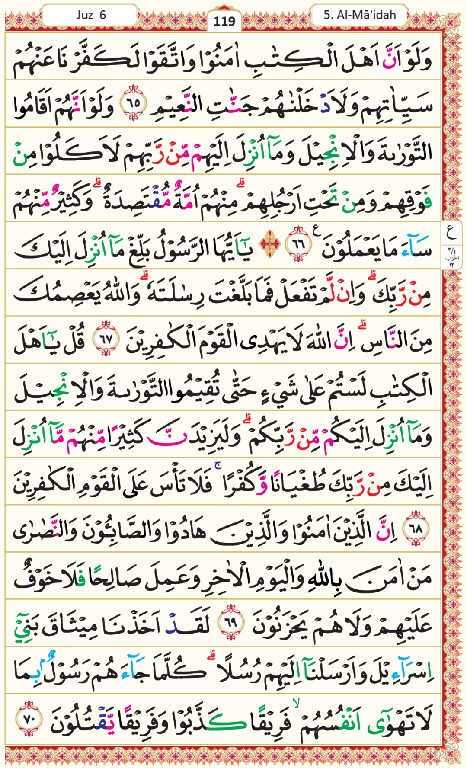 Juz 6
119
5. Al-Mā'idah
وَلَوْ اَنَّ اَهْلَ الْكِتٰبِ اٰمَنُوْا وَاتَّقَوْا لَكَفَّرْنَا عَنْهُمْ
سَيِّاٰتِهِمْ وَلَاَدْخَلْنٰهُمْ جَنّٰتِ النَّعِيْمِ ٦٥ وَلَوْ اَنَّهُمْ اَقَامُوا
التَّوْرٰىةَ وَالْاِنْجِيْلَ وَمَآ اُنْزِلَ اِلَيْهِمْ مِّنْ رَّبِّهِمْ لَاَكَلُوْا مِنْ
فَوْقِهِمْ وَمِنْ تَحْتِ اَرْجُلِهِمْ ۗ مِنْهُمْ اُمَّةٌ مُّقْتَصِدَةٌ ۗ وَكَثِيْرٌ مِّنْهُمْ
سَآءَ مَا يَعْمَلُوْنَ ٦٦ ع يٰٓاَيُّهَا الرَّسُوْلُ بَلِّغْ مَآ اُنْزِلَ اِلَيْكَ
ع
مِنْ رَّبِّكَ ۗ وَاِنْ لَّمْ تَفْعَلْ فَمَا بَلَّغْتَ رِسٰلَتَهٗ ۗ وَاللّٰهُ يَعْصِمُكَ
مِنَ النَّاسِ ۗ اِنَّ اللّٰهَ لَا يَهْدِى الْقَوْمَ الْكٰفِرِيْنَ ٦٧ قُلْ يٰٓاَهْلَ
الْكِتٰبِ لَسْتُمْ عَلٰى شَيْءٍ حَتّٰى تُقِيْمُوا التَّوْرٰىةَ وَالْاِنْجِيْلَ
وَمَآ اُنْزِلَ اِلَيْكُمْ مِّنْ رَّبِّكُمْ ۗ وَلَيَزِيْدَنَّ كَثِيْرًا مِّنْهُمْ مَّآ اُنْزِلَ
اِلَيْكَ مِنْ رَّبِّكَ طُغْيَانًا وَّكُفْرًا ۚ فَلَا تَأْسَ عَلَى الْقَوْمِ الْكٰفِرِيْنَ
٦٨ اِنَّ الَّذِيْنَ اٰمَنُوْا وَالَّذِيْنَ هَادُوْا وَالصَّابِـُٔوْنَ وَالنَّصٰرٰى
مَنْ اٰمَنَ بِاللّٰهِ وَالْيَوْمِ الْاٰخِرِ وَعَمِلَ صَالِحًا فَلَا خَوْفٌ
عَلَيْهِمْ وَلَا هُمْ يَحْزَنُوْنَ ٦٩ لَقَدْ اَخَذْنَا مِيْثَاقَ بَنِيْٓ
اِسْرَآءِيْلَ وَاَرْسَلْنَآ اِلَيْهِمْ رُسُلًا ۗ كُلَّمَا جَآءَهُمْ رَسُوْلٌۢ بِمَا
لَا تَهْوٰٓى اَنْفُسُهُمْ ۙ فَرِيْقًا كَذَّبُوْا وَفَرِيْقًا يَّقْتُلُوْنَ ٧٠